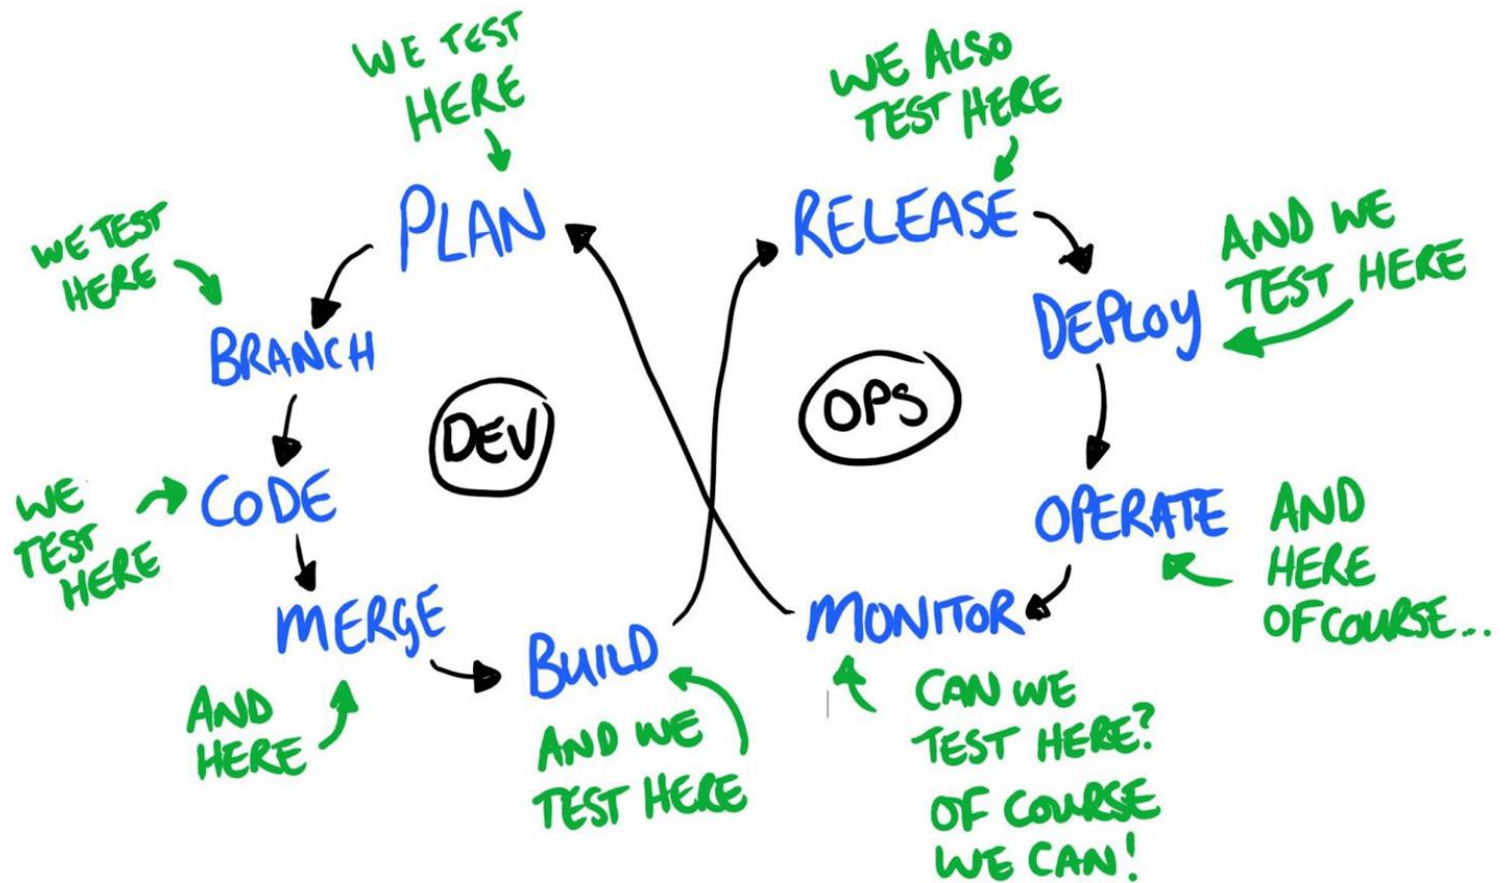 WE TEST
HERE
PLAN
WE TEST
HERE
BRANCH
DEV
WE
TEST
HERE
CODE
MERGE
AND
HERE
BUILD
AND WE
TEST HERE
WE ALSO
TEST HERE
RELEASE
AND WE
TEST HERE
DEPLOY
OPS
OPERATE
AND
HERE
OFCOURSE...
MONITOR
CAN WE
TEST HERE?
OF COURSE
WE CAN!